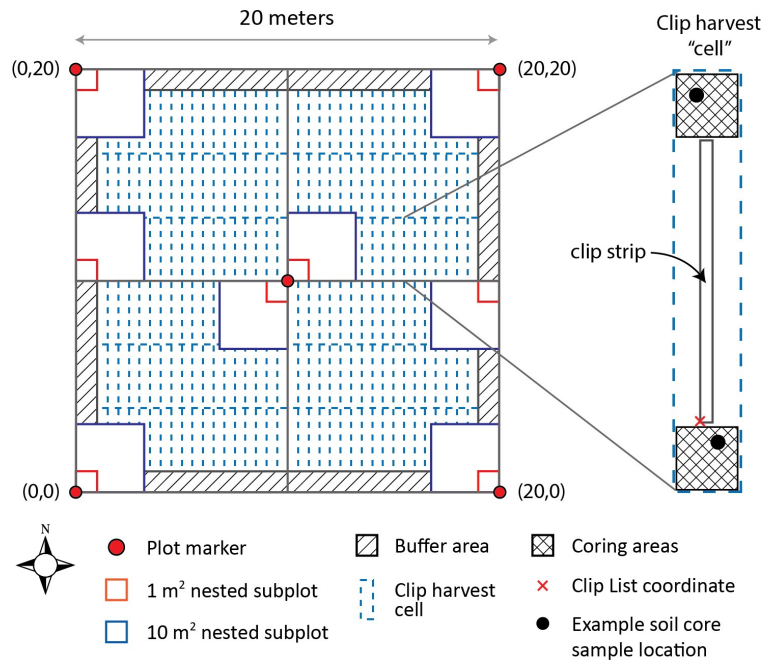 20 meters
Clip harvest
“cell”
(0,20)
(20,20)
clip strip
(0,0)
(20,0)
N
Plot marker
1 m² nested subplot
10 m² nested subplot
Buffer area
Clip harvest
cell
Coring areas
Clip List coordinate
Example soil core
sample location